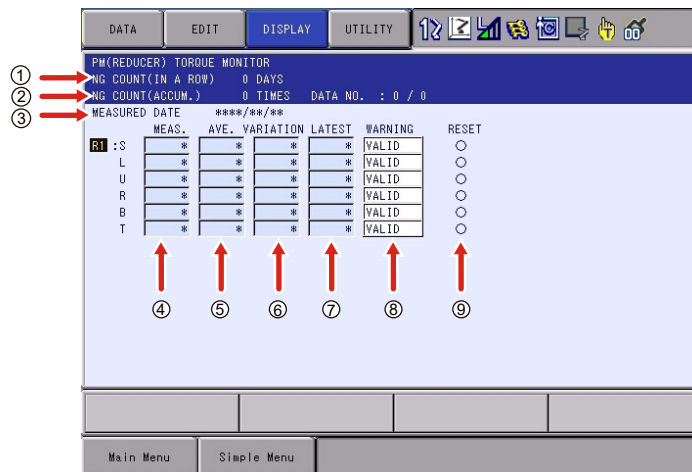 DATA EDIT DISPLAY UTILITY
PM(REDUCER) TORQUE MONITOR
① NG COUNT(IN A ROW) 0 DAYS
② NG COUNT(ACCUM.) 0 TIMES DATA NO. : 0 / 0
③ MEASURED DATE ****/**/**
MEAS. AVE. VARIATION LATEST WARNING RESET
R1 :S * * * * VALID ○
L * * * * VALID ○
U * * * * VALID ○
R * * * * VALID ○
B * * * * VALID ○
T * * * * VALID ○
④ ⑤ ⑥ ⑦ ⑧ ⑨
Main Menu Simple Menu